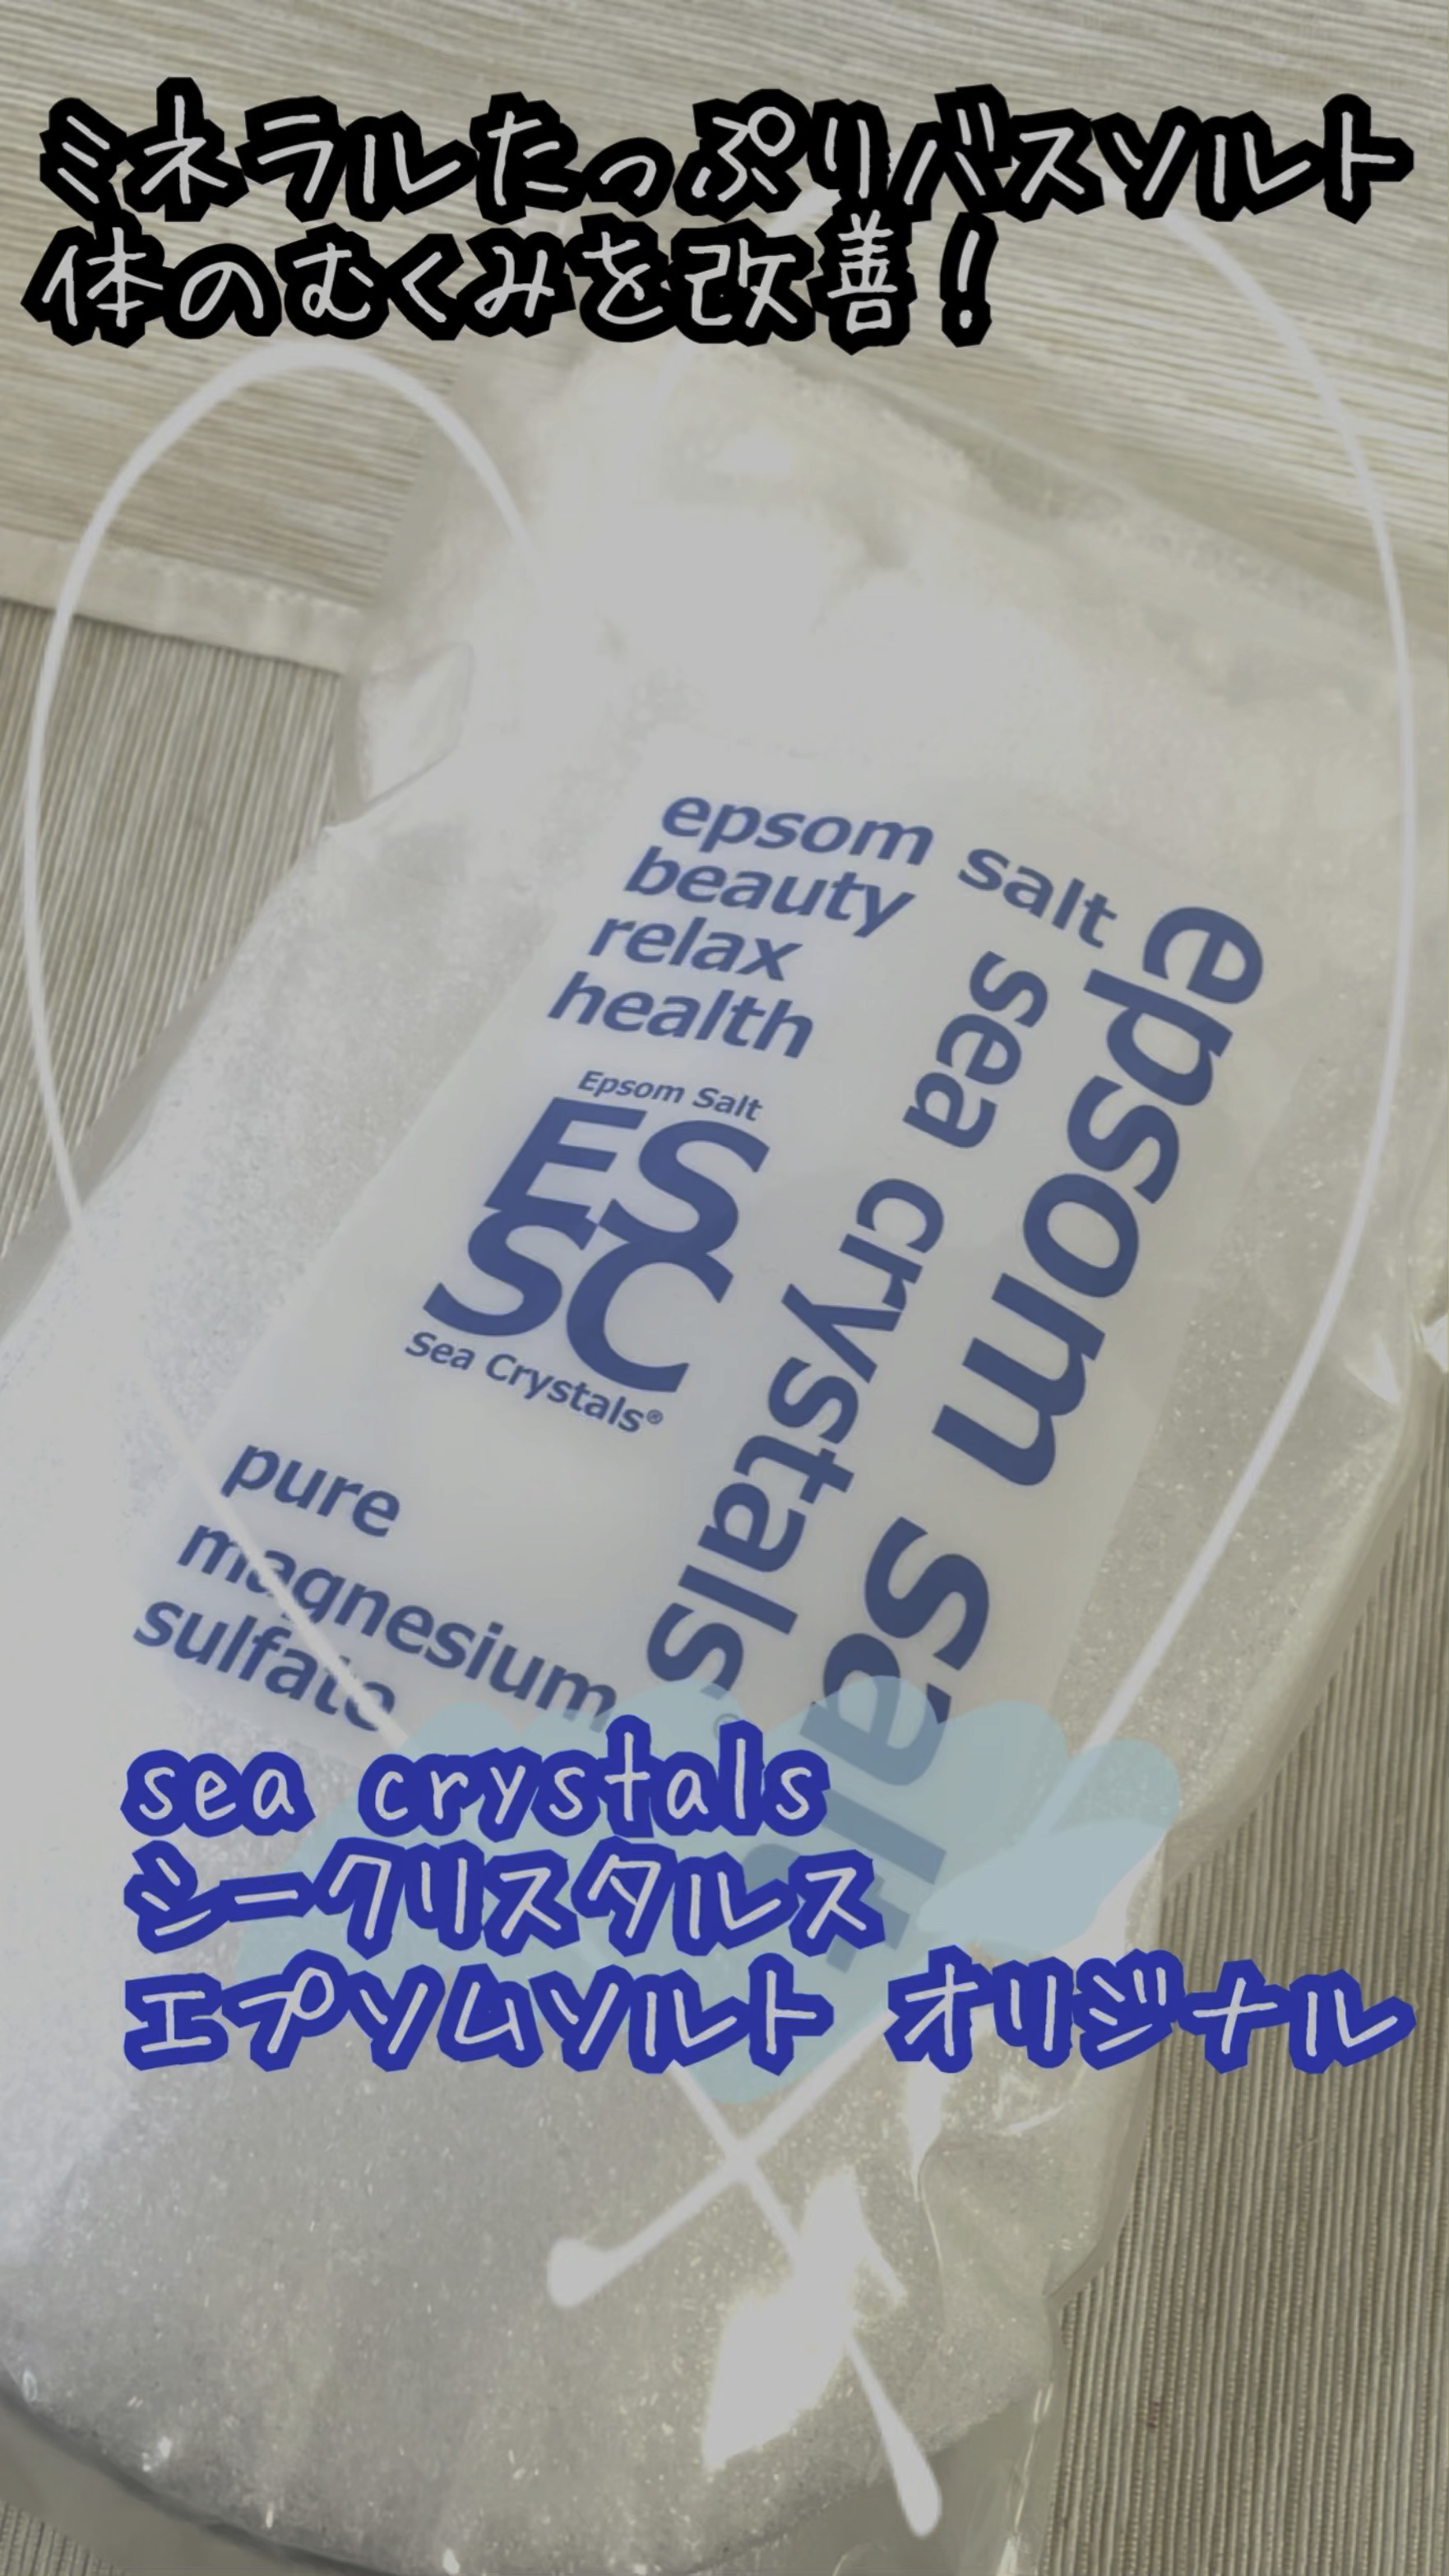 ミネラルたっぷりバスソルト
体のむくみを改善！
epsom salt
beauty
relax
health
epsom salt
sea crystals®
Epsom Salt
ES
SC
Sea Crystals®
pure
magnesium
sulfate
sea crystals
シークリスタルス
エプソムソルト オリジナル